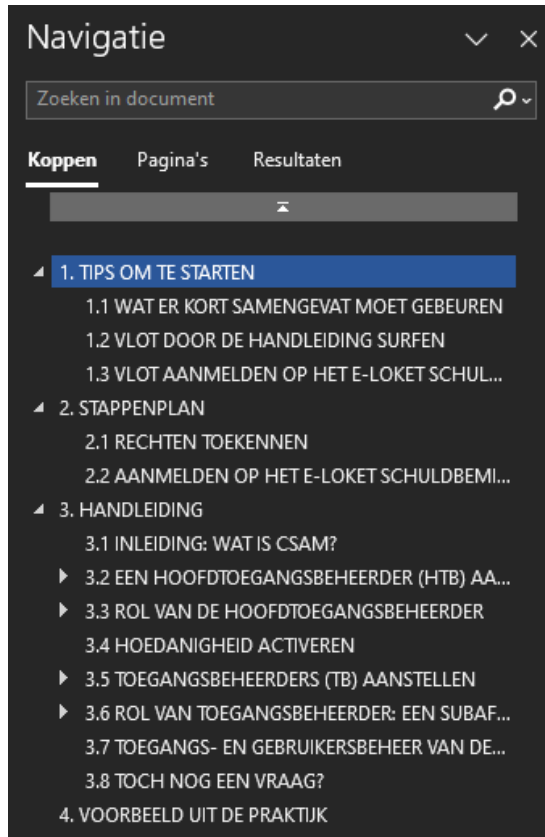 Navigatie
Zoeken in document
Koppen Pagina's Resultaten
1. TIPS OM TE STARTEN
1.1 WAT ER KORT SAMENGEVAT MOET GEBEUREN
1.2 VLOT DOOR DE HANDLEIDING SURFEN
1.3 VLOT AANMELDEN OP HET E-LOKET SCHUL...
2. STAPPENPLAN
2.1 RECHTEN TOEKENNEN
2.2 AANMELDEN OP HET E-LOKET SCHULDBEMI...
3. HANDLEIDING
3.1 INLEIDING: WAT IS CSAM?
3.2 EEN HOOFDTOEGANGSBEHEERDER (HTB) AA...
3.3 ROL VAN DE HOOFDTOEGANGSBEHEERDER
3.4 HOEDANIGHEID ACTIVEREN
3.5 TOEGANGSBEHEERDERS (TB) AANSTELLEN
3.6 ROL VAN TOEGANGSBEHEERDER: EEN SUBAF...
3.7 TOEGANGS- EN GEBRUIKERSBEHEER VAN DE...
3.8 TOCH NOG EEN VRAAG?
4. VOORBEELD UIT DE PRAKTIJK